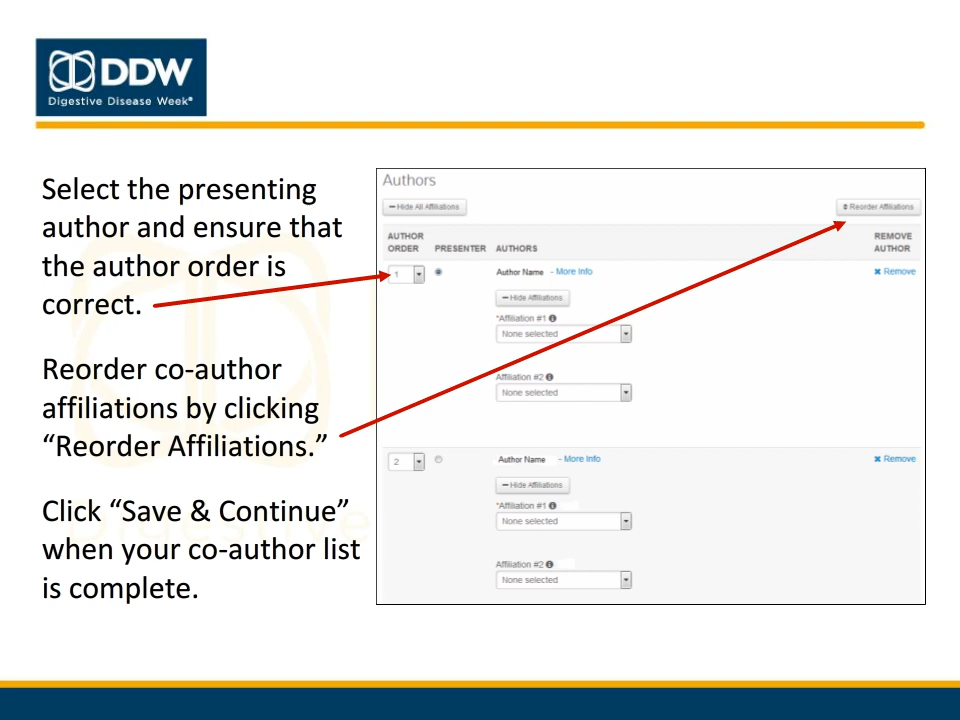 DDW
Digestive Disease Week®
Select the presenting
author and ensure that
the author order is
correct.
Reorder co-author
affiliations by clicking
“Reorder Affiliations.”
Click “Save & Continue”
when your co-author list
is complete.
Authors
Hide All Affiliations
Reorder Affiliations
AUTHOR ORDER PRESENTER AUTHORS REMOVE AUTHOR
1 Author Name - More Info Remove
Hide Affiliations
*Affiliation #1
None selected
Affiliation #2
None selected
2 Author Name - More Info Remove
Hide Affiliations
*Affiliation #1
None selected
Affiliation #2
None selected